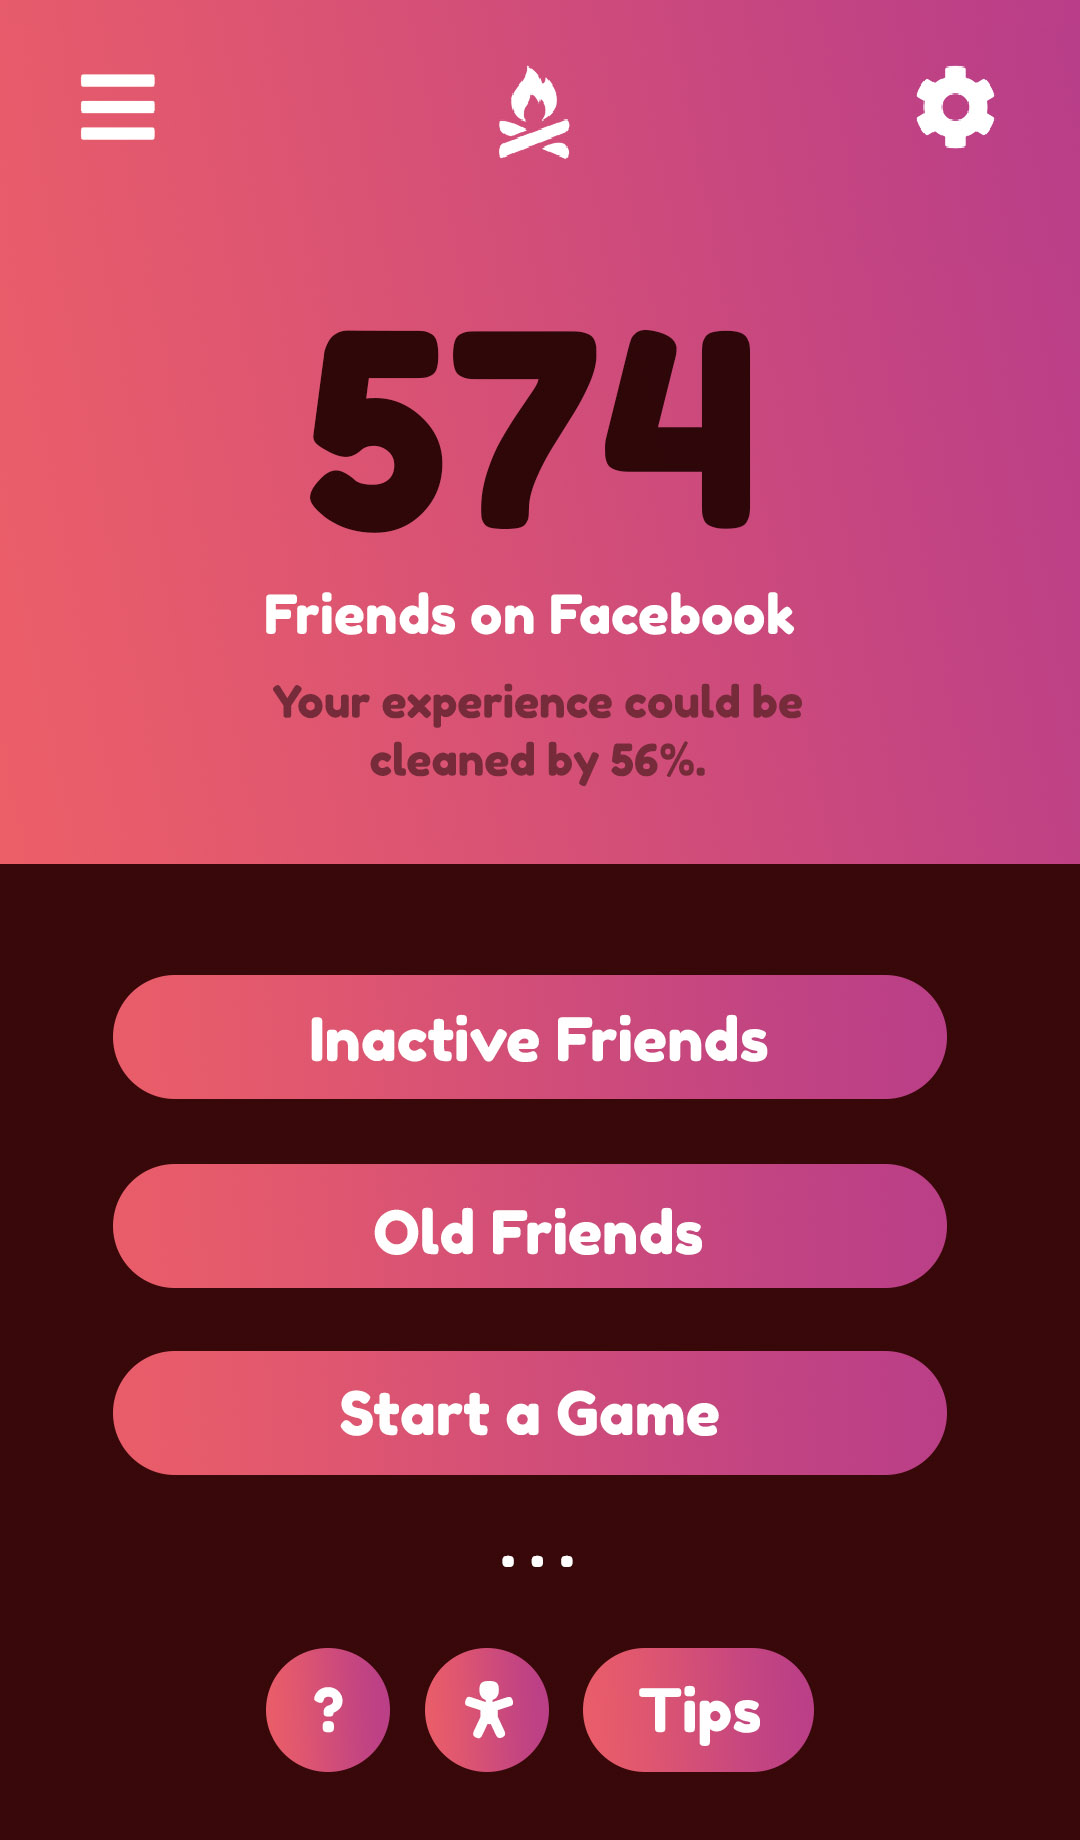 574
Friends on Facebook
Your experience could be
cleaned by 56%.
Inactive Friends
Old Friends
Start a Game
...
?
Tips